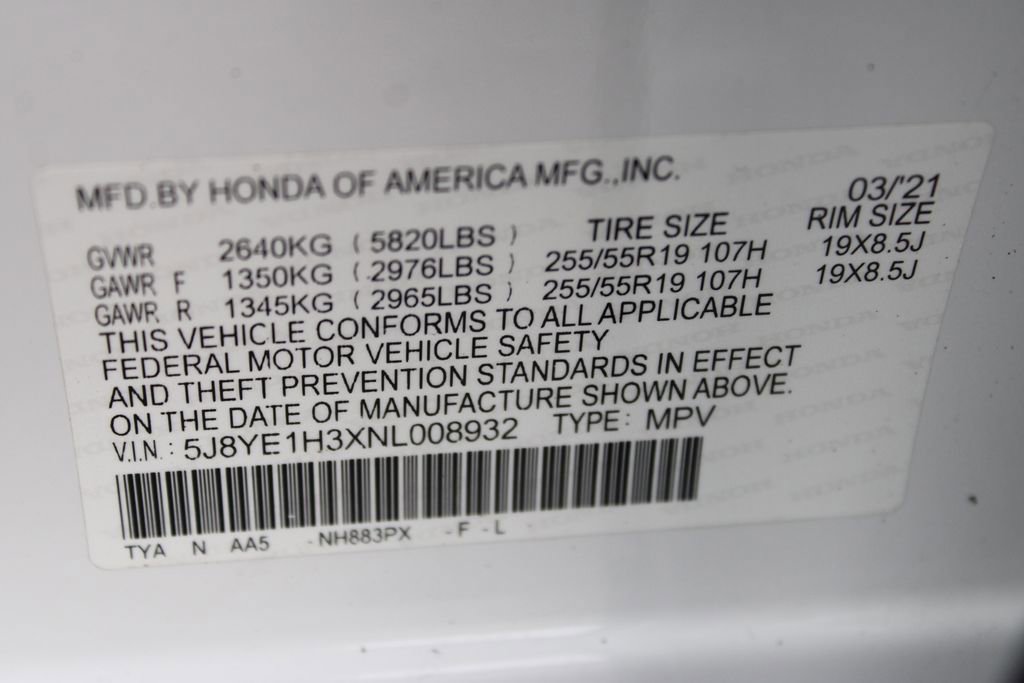 MFD.BY HONDA OF AMERICA MFG.,INC.
03/'21
TIRE SIZE RIM SIZE
GVWR 2640KG ( 5820LBS )
GAWR F 1350KG ( 2976LBS ) 255/55R19 107H 19X8.5J
GAWR R 1345KG ( 2965LBS ) 255/55R19 107H 19X8.5J
THIS VEHICLE CONFORMS TO ALL APPLICABLE
FEDERAL MOTOR VEHICLE SAFETY
AND THEFT PREVENTION STANDARDS IN EFFECT
ON THE DATE OF MANUFACTURE SHOWN ABOVE.
V.I.N. : 5J8YE1H3XNL008932 TYPE : MPV
TYA N AA5 - NH883PX - F - L -